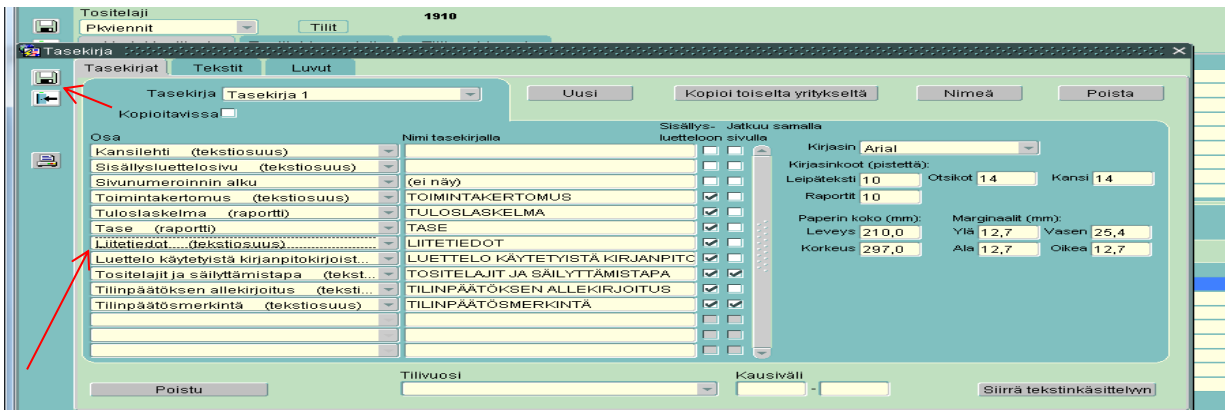 Tositelaji
1910
Pkviennit
Tilit
Tasekirja
Tasekirjat Tekstit Luvut
Tasekirja Tasekirja 1 Uusi Kopioi toiselta yritykseltä Nimeä Poista
Kopioitavissa
Sisällys- Jatkuu samalla
Osa Nimi tasekirjalla luetteloon sivulla
Kansilehti (tekstiosuus)
Sisällysluettelosivu (tekstiosuus)
Sivunumeroinnin alku (ei näy)
Toimintakertomus (tekstiosuus) TOIMINTAKERTOMUS
Tuloslaskelma (raportti) TULOSLASKELMA
Tase (raportti) TASE
Liitetiedot (tekstiosuus) LIITETIEDOT
Luettelo käytetyistä kirjanpitokirjoist... LUETTELO KÄYTETYISTÄ KIRJANPITO
Tositelajit ja säilyttämistapa (tekst... TOSITELAJIT JA SÄILYTTÄMISTAPA
Tilinpäätöksen allekirjoitus (teksti... TILINPÄÄTÖKSEN ALLEKIRJOITUS
Tilinpäätösmerkintä (tekstiosuus) TILINPÄÄTÖSMERKINTÄ
Kirjasin Arial
Kirjasinkoot (pistettä):
Leipäteksti 10 Otsikot 14 Kansi 14
Raportit 10
Paperin koko (mm): Marginaalit (mm):
Leveys 210,0 Ylä 12,7 Vasen 25,4
Korkeus 297,0 Ala 12,7 Oikea 12,7
Tilivuosi Kausiväli
Poistu - Siirrä tekstinkäsittelyyn